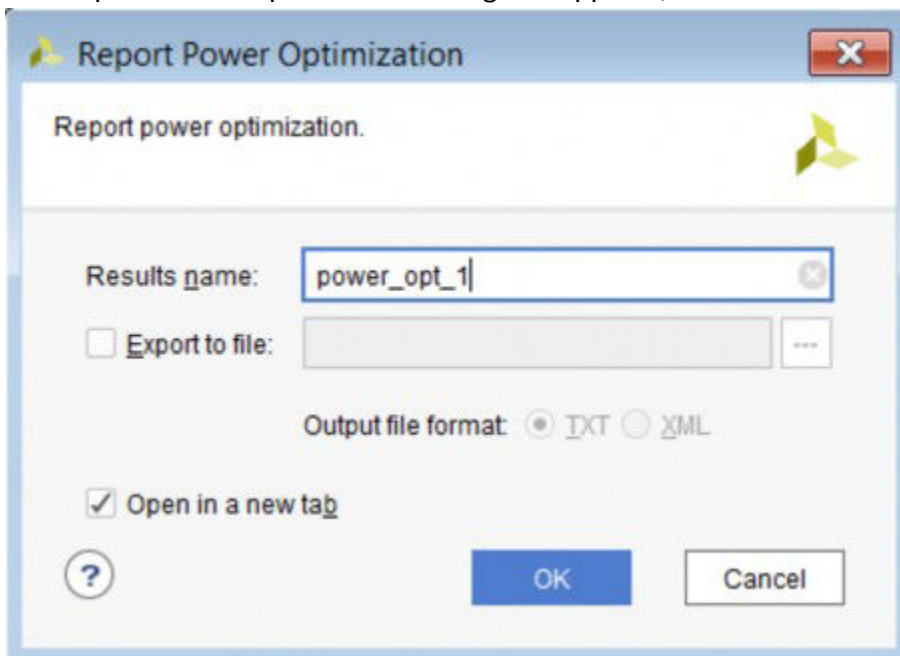 Report Power Optimization
Report power optimization.
Results name: power_opt_1
Export to file: ...
Output file format: TXT XML
Open in a new tab
? OK Cancel